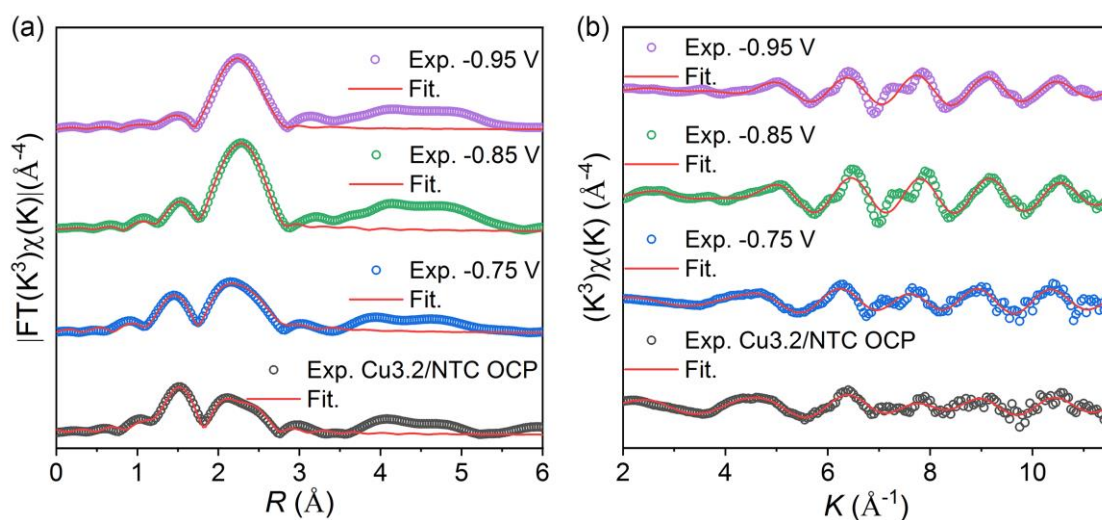 (a)
|FT(K³)χ(K)|(Å⁻⁴)
Exp. -0.95 V
Fit.
Exp. -0.85 V
Fit.
Exp. -0.75 V
Fit.
Exp. Cu3.2/NTC OCP
Fit.
0 1 2 3 4 5 6
R (Å)
(b)
(K³)χ(K) (Å⁻⁴)
Exp. -0.95 V
Fit.
Exp. -0.85 V
Fit.
Exp. -0.75 V
Fit.
Exp. Cu3.2/NTC OCP
Fit.
2 4 6 8 10
K (Å⁻¹)